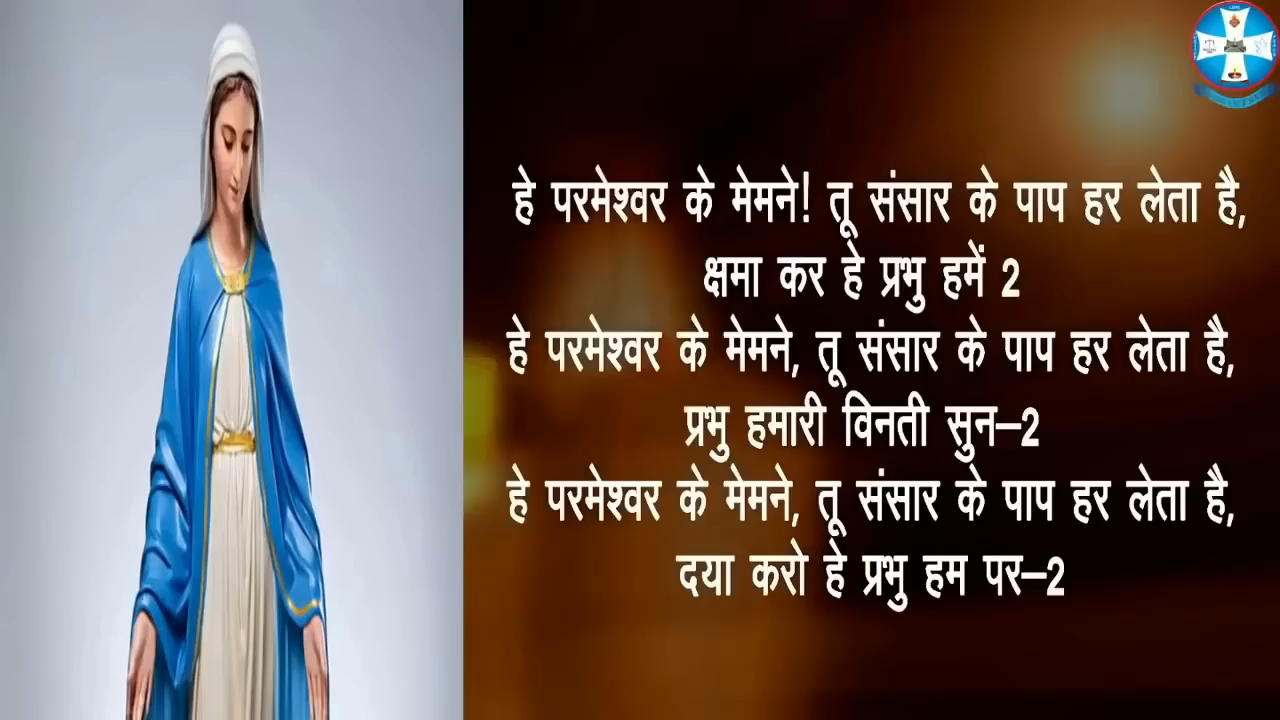 हे परमेश्वर के मेमने! तू संसार के पाप हर लेता है,
क्षमा कर हे प्रभु हमें 2
हे परमेश्वर के मेमने, तू संसार के पाप हर लेता है,
प्रभु हमारी विनती सुन–2
हे परमेश्वर के मेमने, तू संसार के पाप हर लेता है,
दया करो हे प्रभु हम पर–2